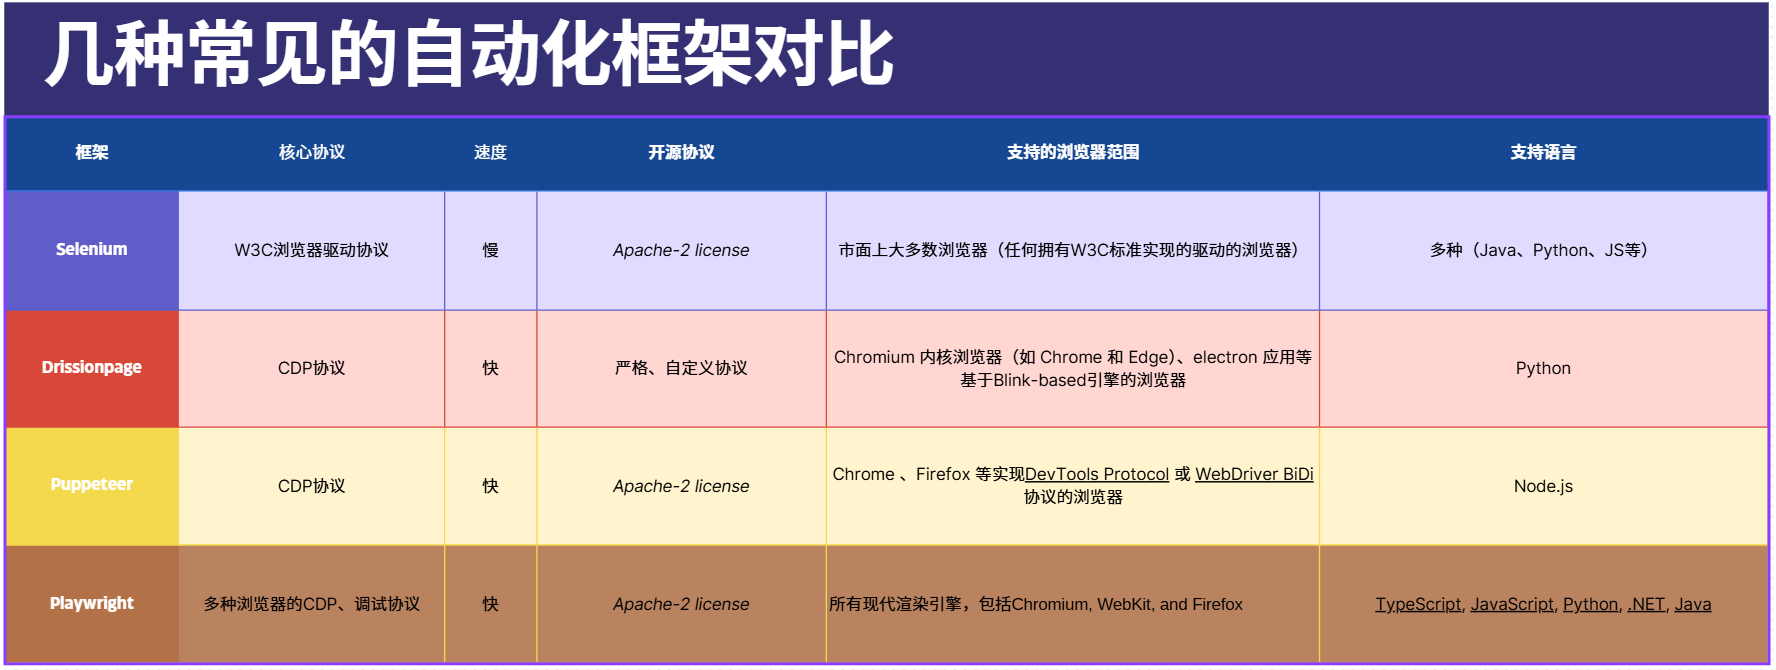 几种常见的自动化框架对比
框架 核心协议 速度 开源协议 支持的浏览器范围 支持语言
Selenium W3C浏览器驱动协议 慢 Apache-2 license 市面上大多数浏览器（任何拥有W3C标准实现的驱动的浏览器） 多种（Java、Python、JS等）
Drissionpage CDP协议 快 严格、自定义协议 Chromium 内核浏览器（如 Chrome 和 Edge）、electron 应用等
基于Blink-based引擎的浏览器 Python
Puppeteer CDP协议 快 Apache-2 license Chrome 、Firefox 等实现DevTools Protocol 或 WebDriver BiDi
协议的浏览器 Node.js
Playwright 多种浏览器的CDP、调试协议 快 Apache-2 license 所有现代渲染引擎，包括Chromium, WebKit, and Firefox TypeScript, JavaScript, Python, .NET, Java